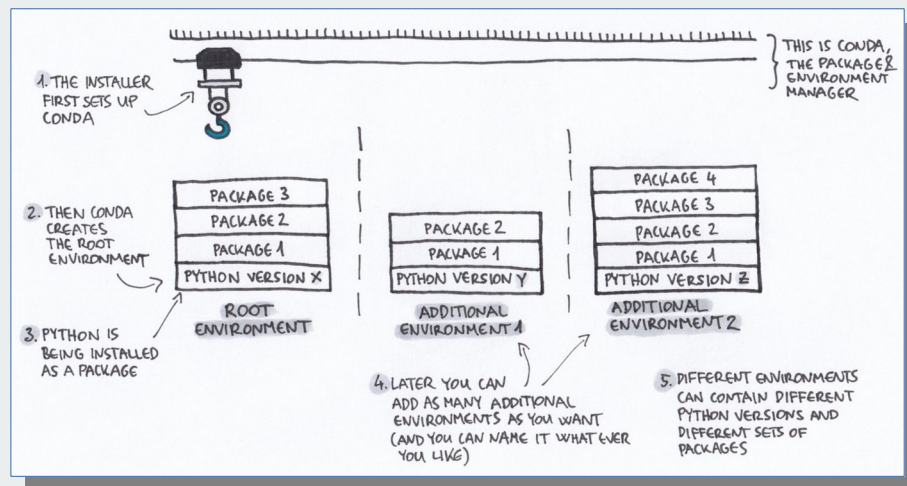 THIS IS CONDA,
THE PACKAGE &
ENVIRONMENT
MANAGER
1. THE INSTALLER
FIRST SETS UP
CONDA
2. THEN CONDA
CREATES
THE ROOT
ENVIRONMENT
3. PYTHON IS
BEING INSTALLED
AS A PACKAGE
PACKAGE 3
PACKAGE 2
PACKAGE 1
PYTHON VERSION X
ROOT
ENVIRONMENT
PACKAGE 2
PACKAGE 1
PYTHON VERSION Y
ADDITIONAL
ENVIRONMENT 1
PACKAGE 4
PACKAGE 3
PACKAGE 2
PACKAGE 1
PYTHON VERSION Z
ADDITIONAL
ENVIRONMENT 2
4. LATER YOU CAN
ADD AS MANY ADDITIONAL
ENVIRONMENTS AS YOU WANT
(AND YOU CAN NAME IT WHAT EVER
YOU LIKE)
5. DIFFERENT ENVIRONMENTS
CAN CONTAIN DIFFERENT
PYTHON VERSIONS AND
DIFFERENT SETS OF
PACKAGES